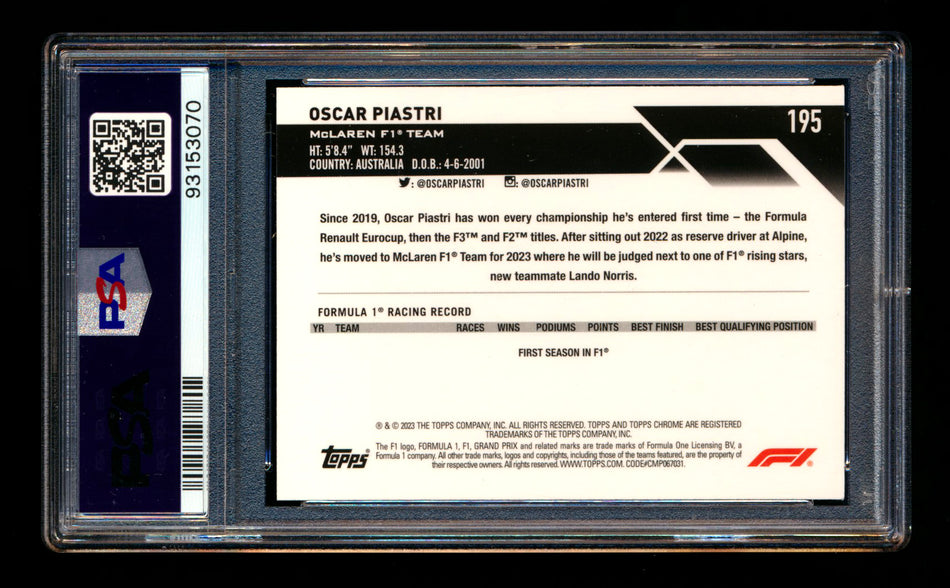 93153070
PSA
PSA
OSCAR PIASTRI
McLAREN F1® TEAM
HT: 5'8.4" WT: 154.3
COUNTRY: AUSTRALIA D.O.B.: 4-6-2001
195
: @OSCARPIASTRI : @OSCARPIASTRI
Since 2019, Oscar Piastri has won every championship he's entered first time – the Formula
Renault Eurocup, then the F3™ and F2™ titles. After sitting out 2022 as reserve driver at Alpine,
he's moved to McLaren F1® Team for 2023 where he will be judged next to one of F1® rising stars,
new teammate Lando Norris.
FORMULA 1® RACING RECORD
YR TEAM RACES WINS PODIUMS POINTS BEST FINISH BEST QUALIFYING POSITION
FIRST SEASON IN F1®
® & © 2023 THE TOPPS COMPANY, INC. ALL RIGHTS RESERVED. TOPPS AND TOPPS CHROME ARE REGISTERED
TRADEMARKS OF THE TOPPS COMPANY, INC.
The F1 logo, FORMULA 1, F1, GRAND PRIX and related marks are trade marks of Formula One Licensing BV, a
Formula 1 company. All other trade marks, logos and copyrights, including those of the teams featured, are the property of
their respective owners. All rights reserved. WWW.TOPPS.COM. CODE#CMP067031.
Topps®
F1®